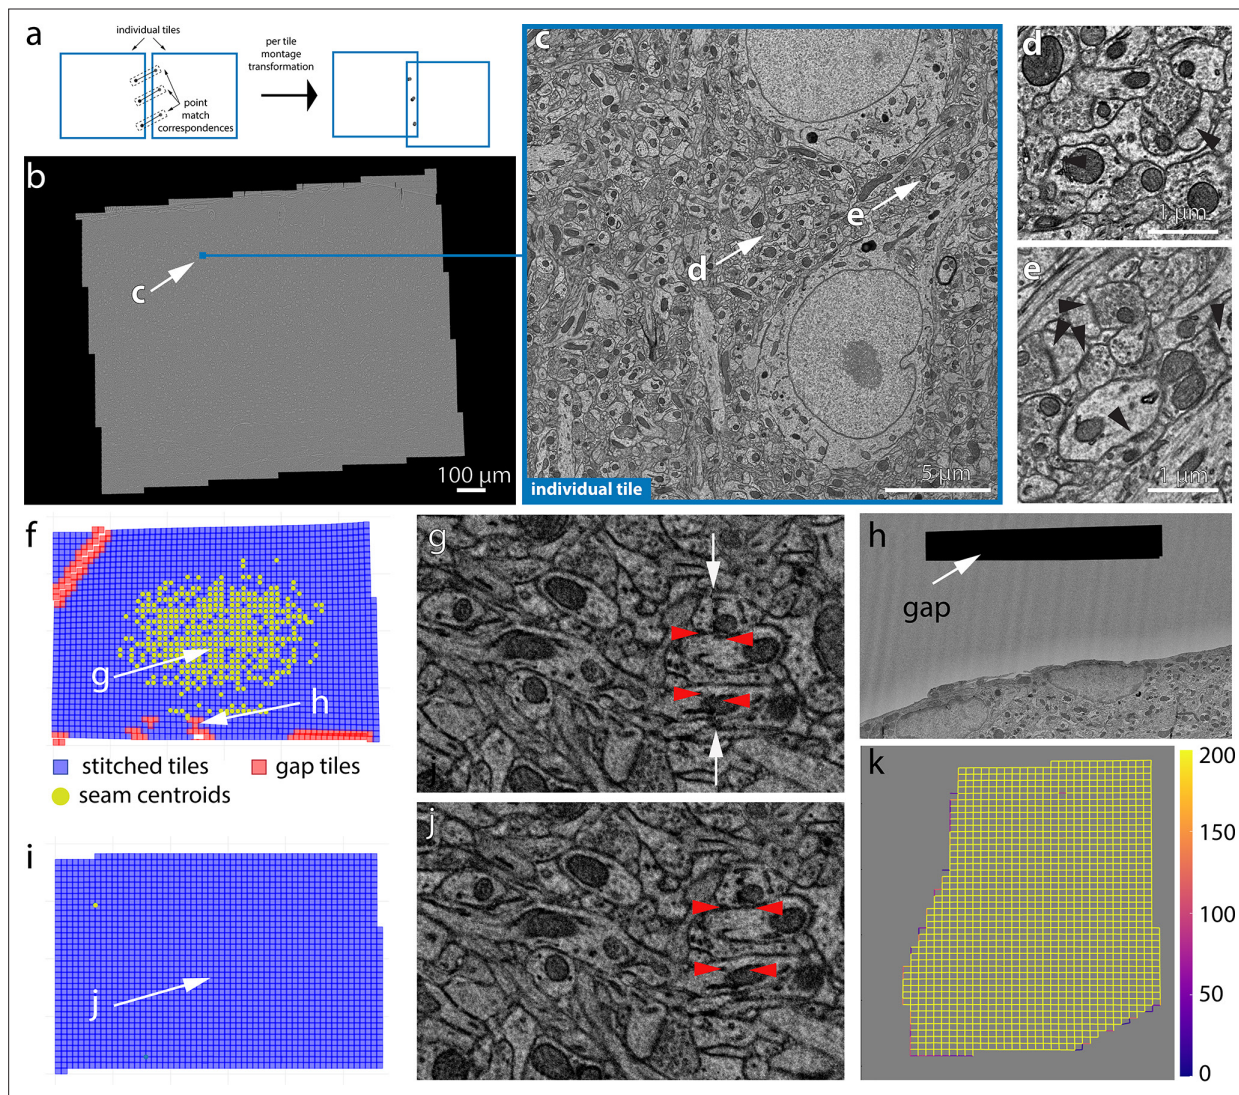 a
individual tiles
per tile
montage
transformation
point
match
correspondences
b
c
100 µm
c
e
d
5 µm
individual tile
d
1 µm
e
1 µm
f
g
h
stitched tiles
gap tiles
seam centroids
g
h
gap
i
j
j
k
200
150
100
50
0